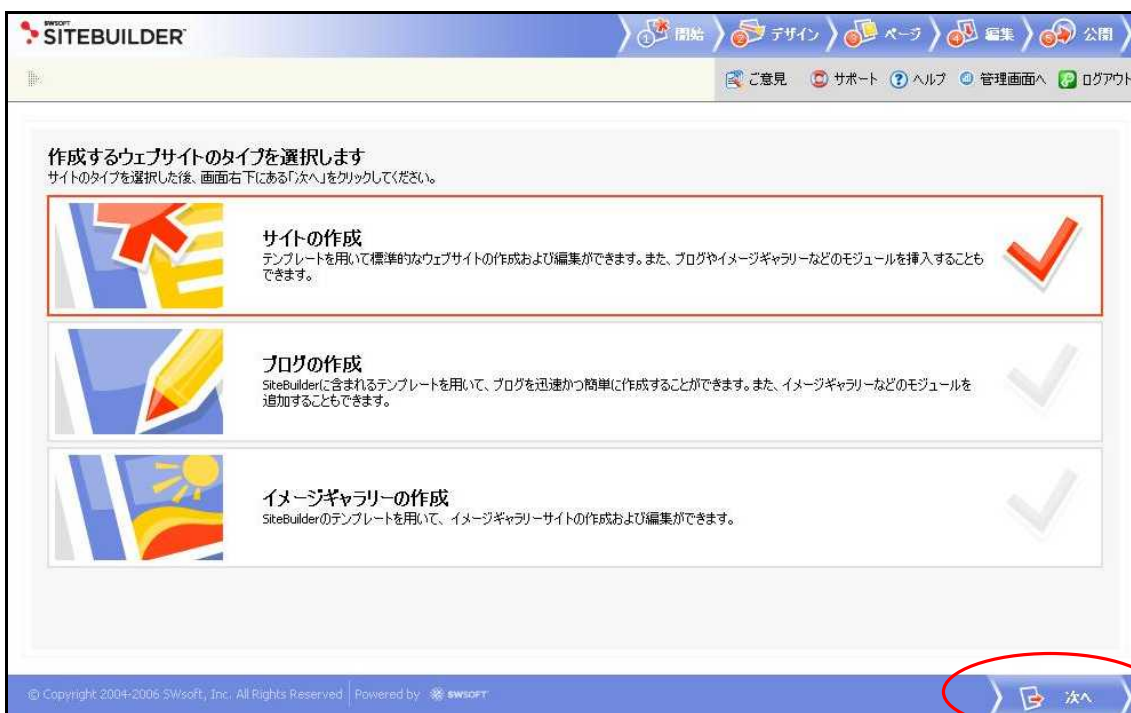 SWSOFT
SITEBUILDER
1 開始 2 デザイン 3 ページ 4 編集 5 公開
ご意見 サポート ヘルプ 管理画面へ ログアウト
作成するウェブサイトのタイプを選択します
サイトのタイプを選択した後、画面右下にある「次へ」をクリックしてください。
サイトの作成
テンプレートを用いて標準的なウェブサイトの作成および編集ができます。また、ブログやイメージギャラリーなどのモジュールを挿入することも
できます。
ブログの作成
SiteBuilderに含まれるテンプレートを用いて、ブログを迅速かつ簡単に作成することができます。また、イメージギャラリーなどのモジュールを
追加することもできます。
イメージギャラリーの作成
SiteBuilderのテンプレートを用いて、イメージギャラリーサイトの作成および編集ができます。
© Copyright 2004-2006 SWsoft, Inc. All Rights Reserved | Powered by SWSOFT
次へ